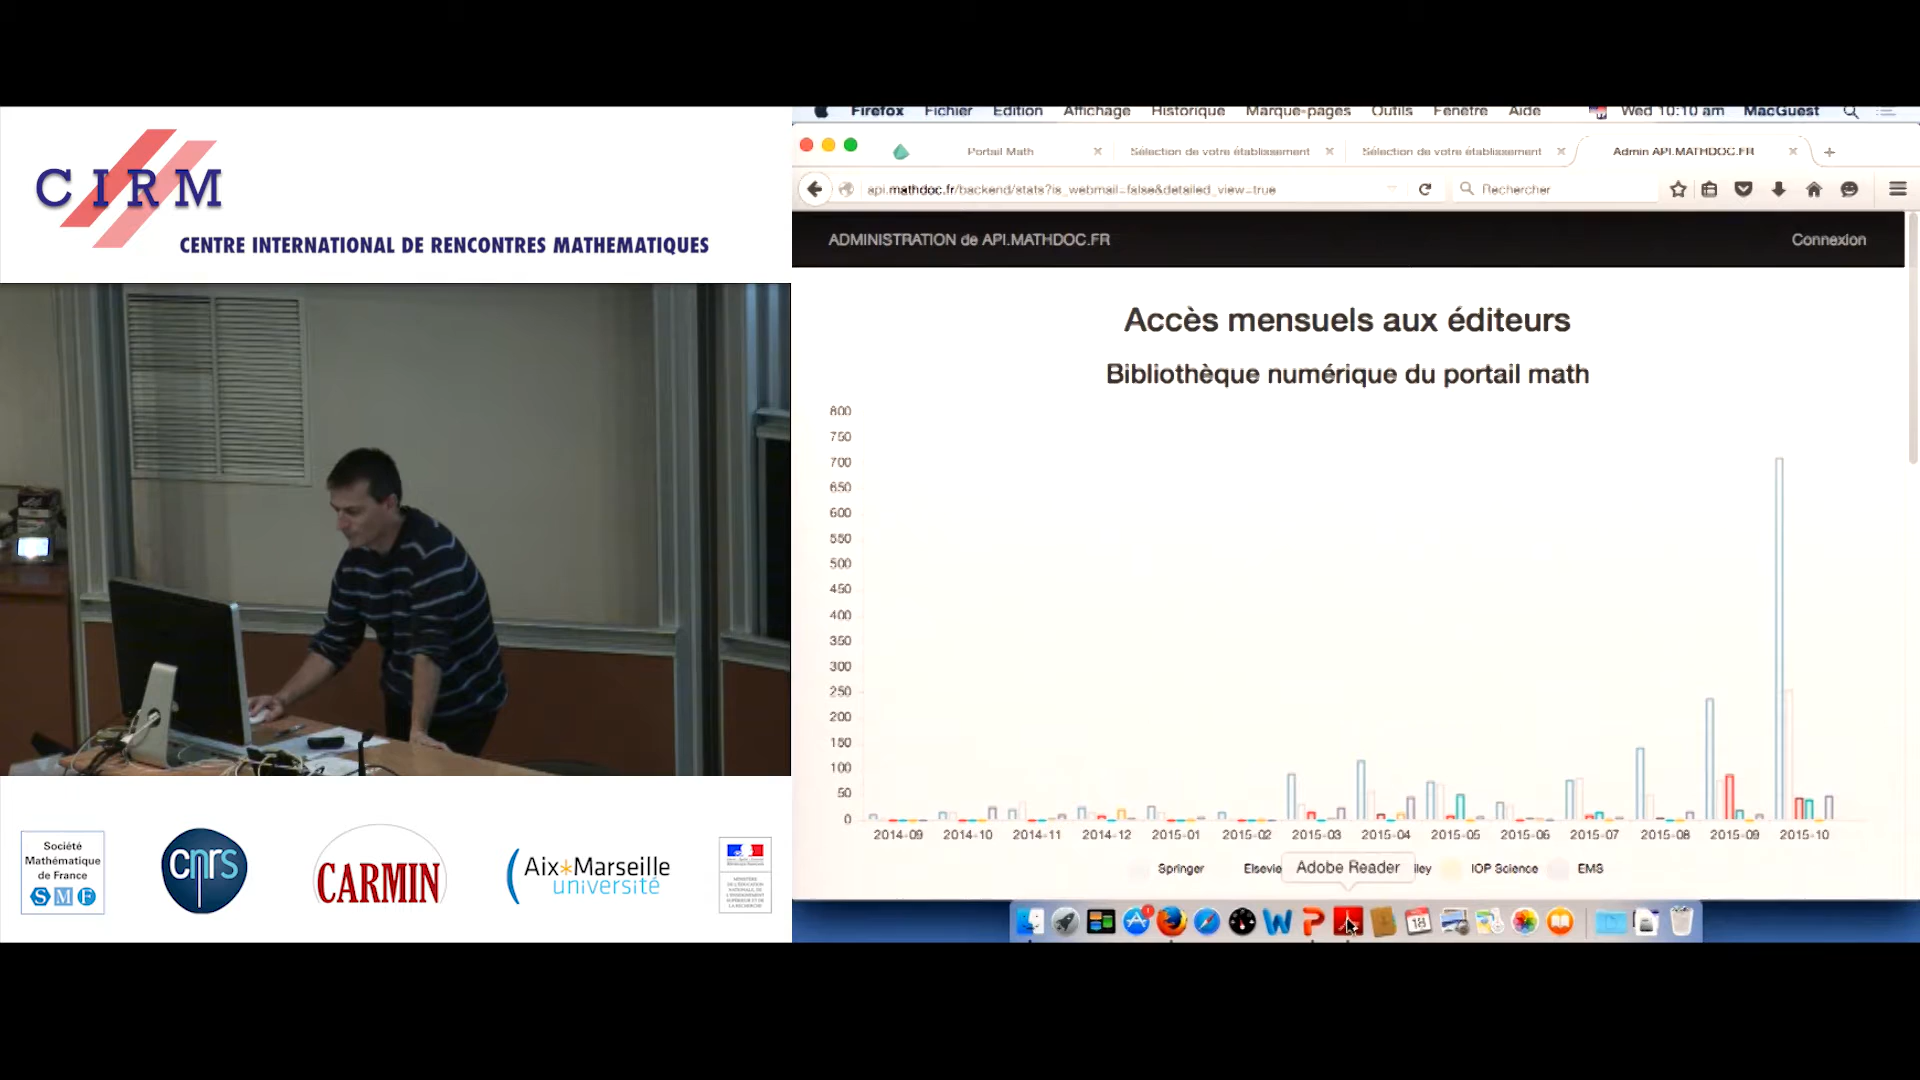 CIRM
CENTRE INTERNATIONAL DE RENCONTRES MATHEMATIQUES
Société
Mathématique
de France
S M F
cnrs
CARMIN
Aix*Marseille
université
Firefox Fichier Édition Affichage Historique Marque-pages Outils Fenêtre Aide Wed 10:10 am MacGuest
Portail Math Sélection de votre établissement Sélection de votre établissement Admin API.MATHDOC.FR
api.mathdoc.fr/backend/stats?is_webmail=false&detailed_view=true Rechercher
ADMINISTRATION de API.MATHDOC.FR Connexion
Accès mensuels aux éditeurs
Bibliothèque numérique du portail math
800
750
700
650
600
550
500
450
400
350
300
250
200
150
100
50
0
2014-09 2014-10 2014-11 2014-12 2015-01 2015-02 2015-03 2015-04 2015-05 2015-06 2015-07 2015-08 2015-09 2015-10
Springer Elsevie Adobe Reader lley IOP Science EMS